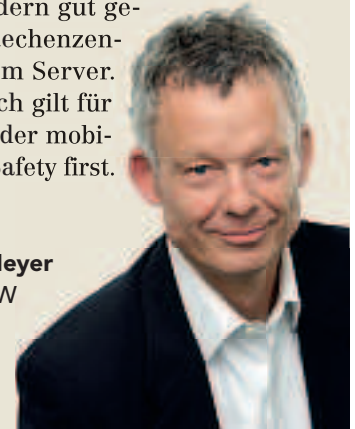 dern gut ge-
echenzen-
m Server.
ch gilt für
der mobi-
afety first.
leyer
W